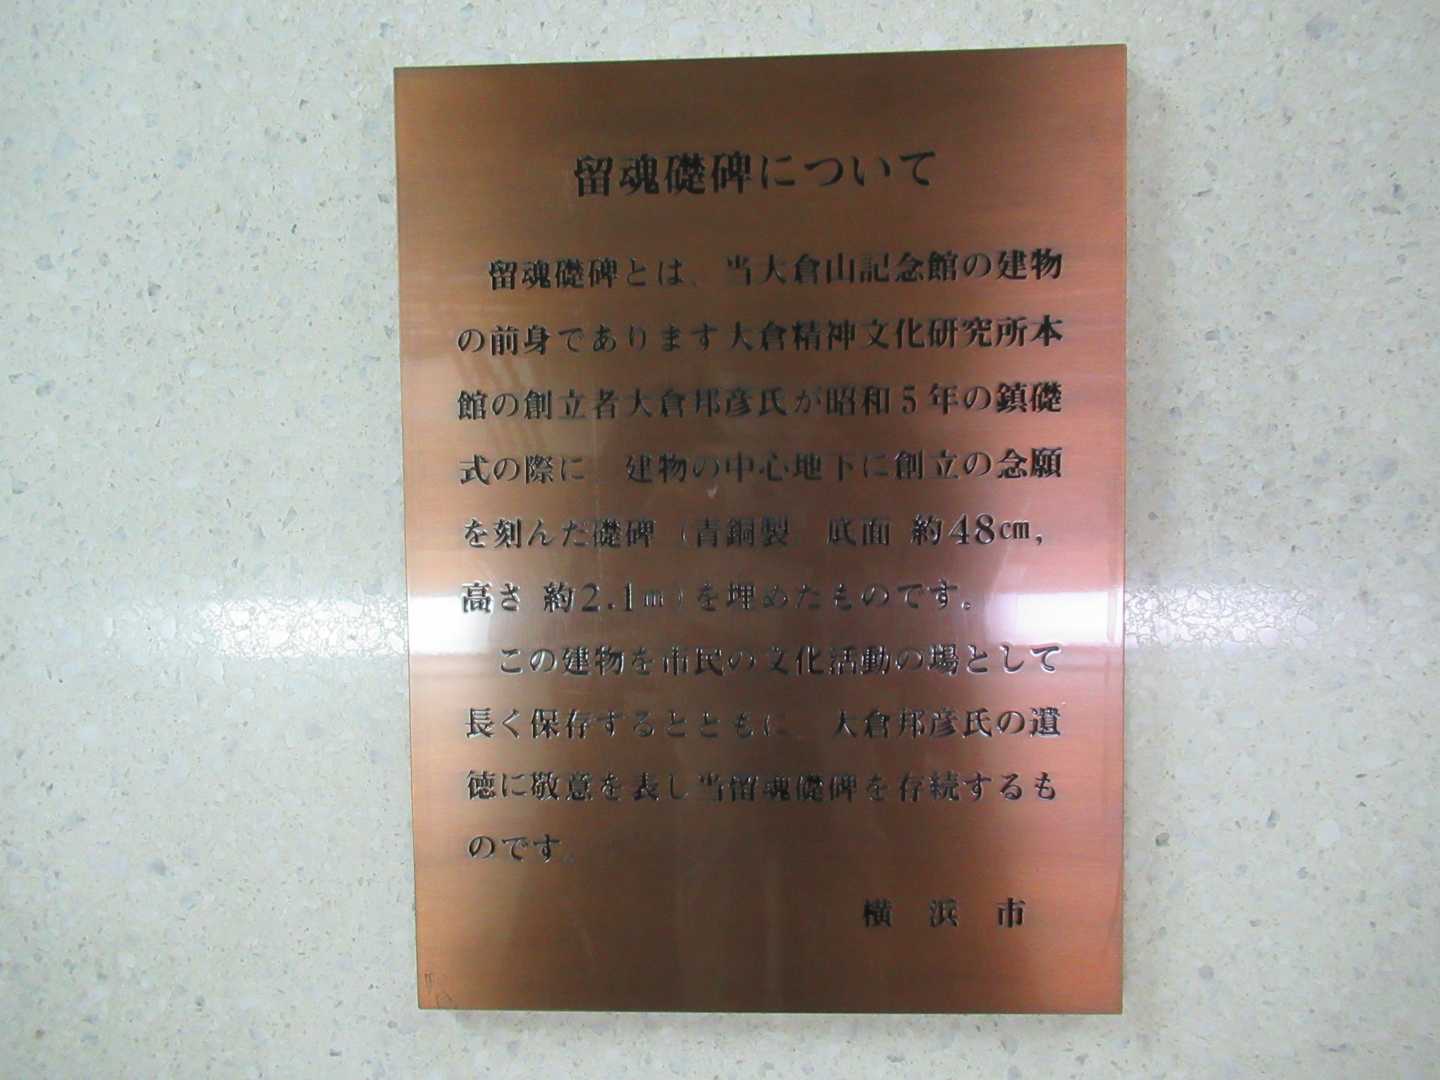 留魂礎碑について
留魂礎碑とは、当大倉山記念館の建物
の前身であります大倉精神文化研究所本
館の創立者大倉邦彦氏が昭和5年の鎮礎
式の際に、建物の中心地下に創立の念願
を刻んだ礎碑（青銅製　底面 約48cm,
高さ 約2.1m）を埋めたものです。
この建物を市民の文化活動の場として
長く保存するとともに、大倉邦彦氏の遺
徳に敬意を表し当留魂礎碑を存続するも
のです。
横　浜　市